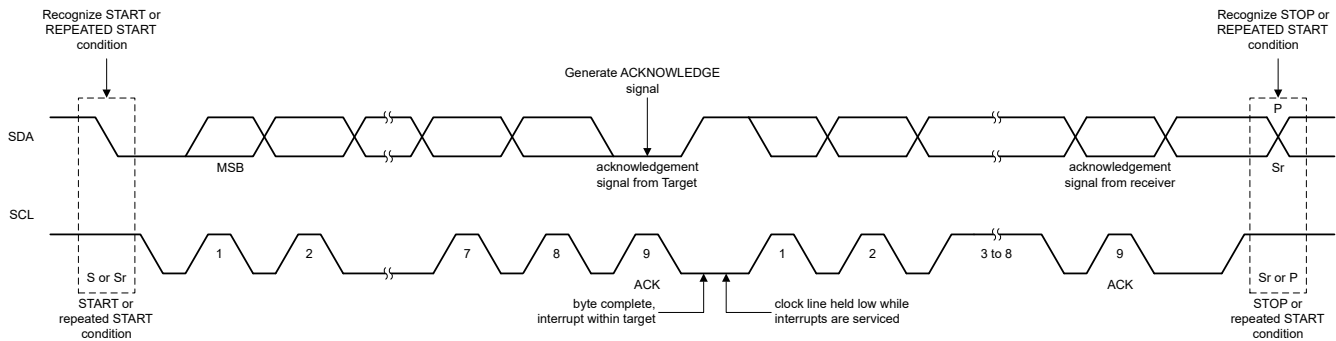 Recognize START or
REPEATED START
condition
Recognize STOP or
REPEATED START
condition
Generate ACKNOWLEDGE
signal
P
SDA
MSB
acknowledgement
signal from Target
acknowledgement
signal from receiver
Sr
SCL
1
2
7
8
9
1
2
3 to 8
9
S or Sr
ACK
ACK
Sr or P
START or
repeated START
condition
byte complete,
interrupt within target
clock line held low while
interrupts are serviced
STOP or
repeated START
condition